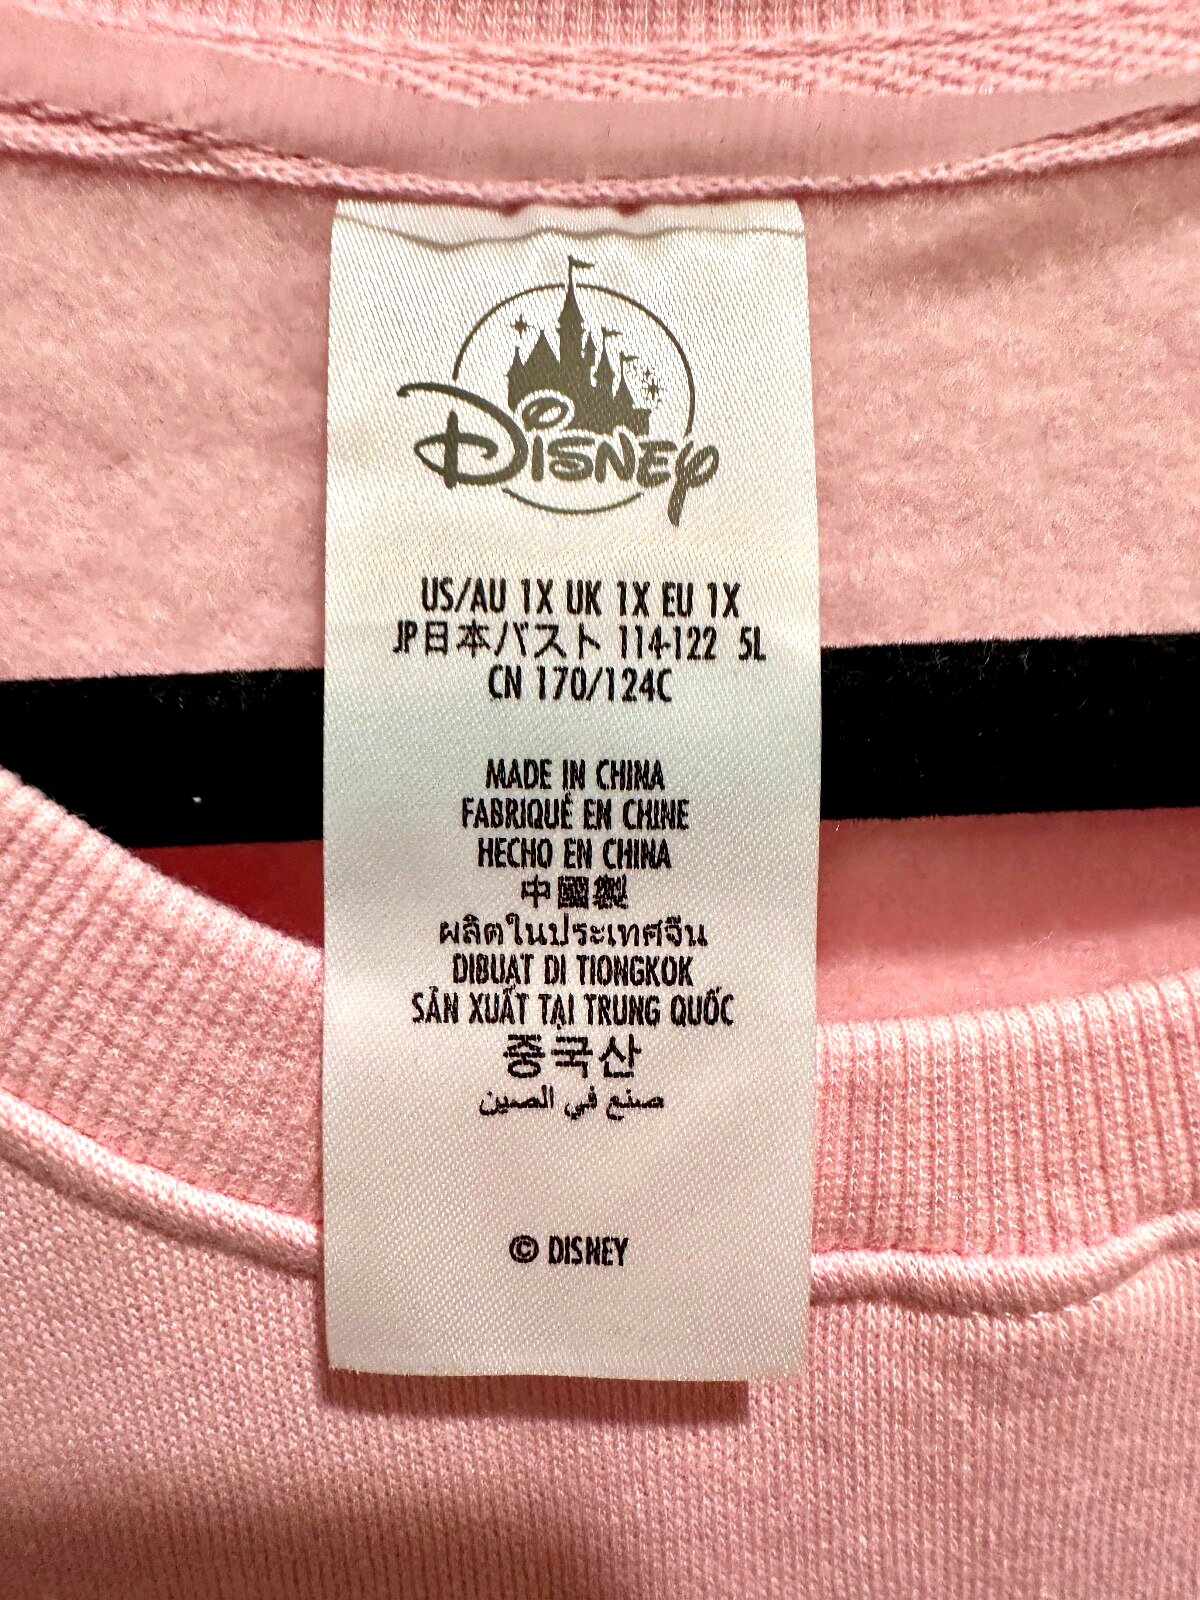 DISNEY
US/AU 1X UK 1X EU 1X
JP日本バスト 114-122 5L
CN 170/124C
MADE IN CHINA
FABRIQUÉ EN CHINE
HECHO EN CHINA
中國製
ผลิตในประเทศจีน
DIBUAT DI TIONGKOK
SẢN XUẤT TẠI TRUNG QUỐC
중국산
صنع في الصين
© DISNEY